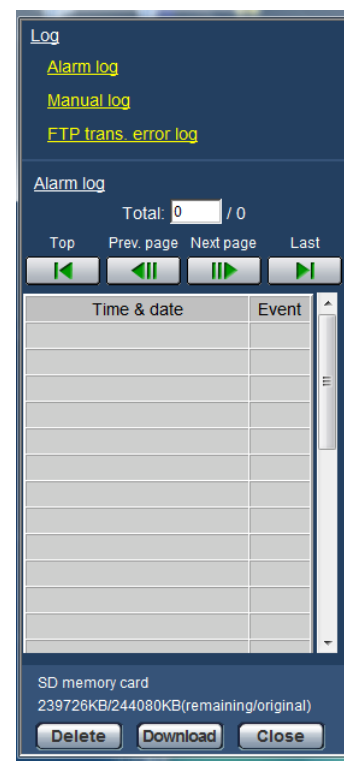 Log
Alarm log
Manual log
FTP trans. error log
Alarm log
Total: 0 / 0
Top Prev. page Next page Last
Time & date Event
SD memory card
239726KB/244080KB(remaining/original)
Delete Download Close